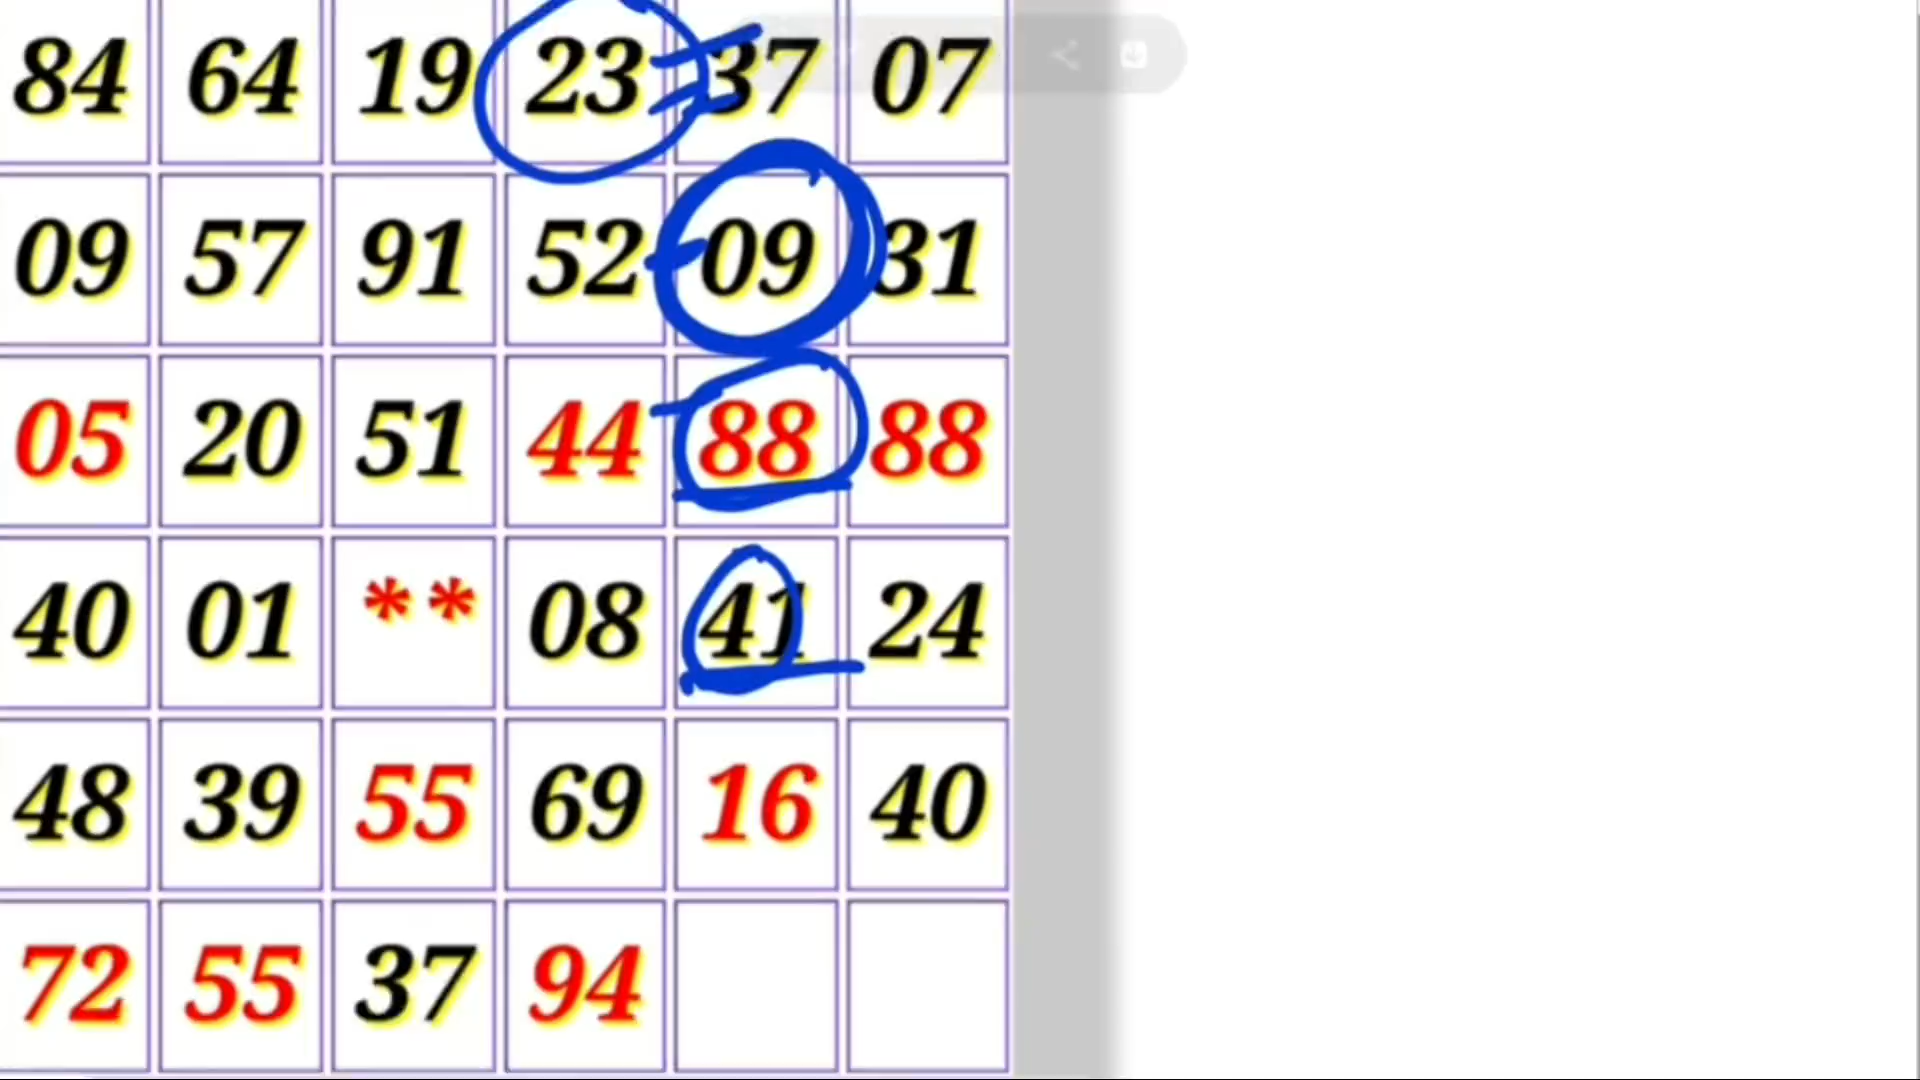 84 64 19 23 37 07
09 57 91 52 09 31
05 20 51 44 88 88
40 01 ** 08 41 24
48 39 55 69 16 40
72 55 37 94